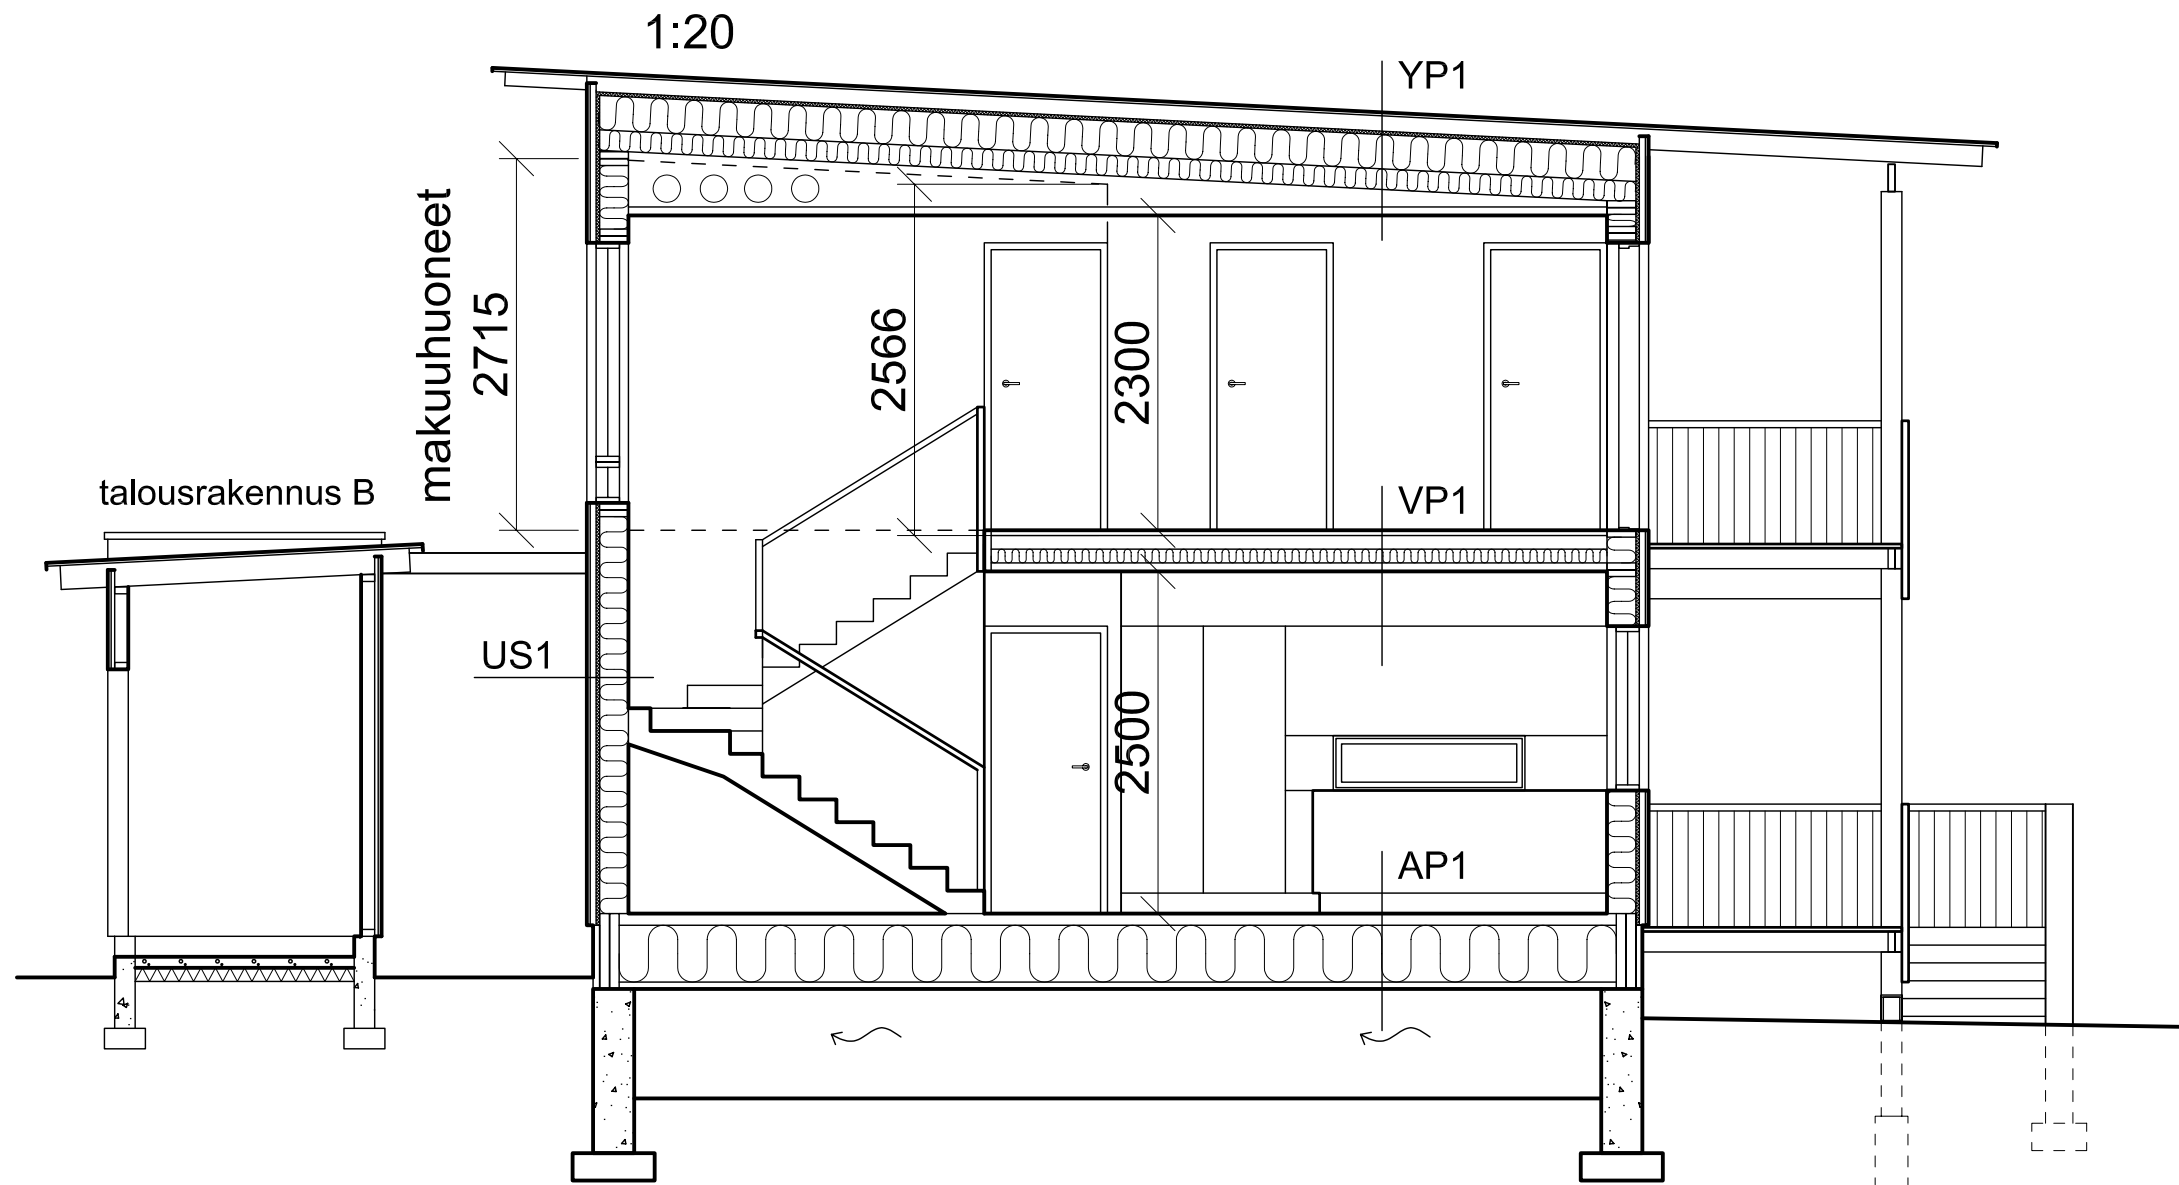 1:20
YP1
makuuhuoneet
2715
2566
2300
talousrakennus B
VP1
US1
2500
AP1